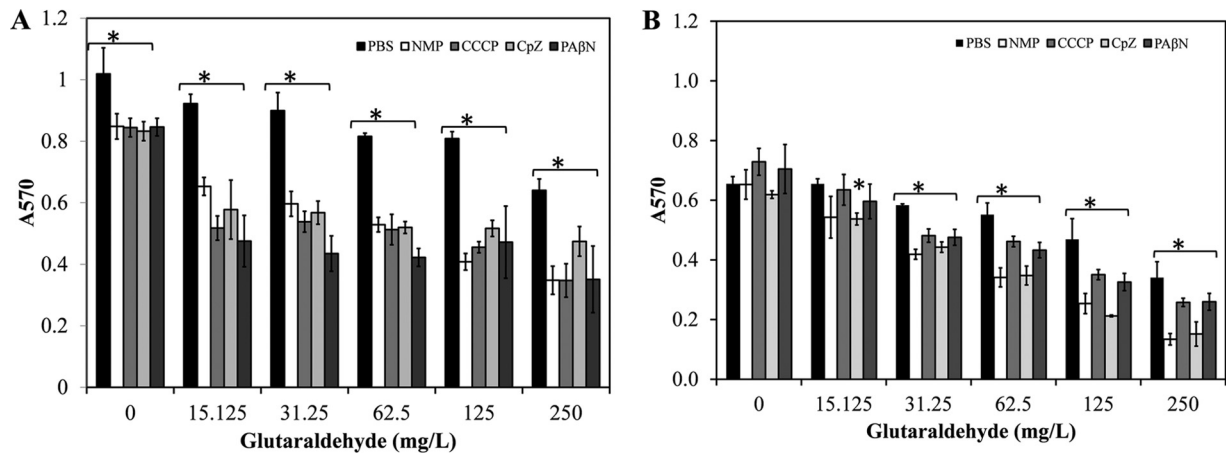 A
1.2
1
0.8
0.6
0.4
0.2
0
A570
PBS NMP CCCP CpZ PAβN
* * * * * *
0 15.125 31.25 62.5 125 250
Glutaraldehyde (mg/L)
B
1.2
1.0
0.8
0.6
0.4
0.2
0.0
A570
PBS NMP CCCP CpZ PAβN
* * * * *
0 15.125 31.25 62.5 125 250
Glutaraldehyde (mg/L)